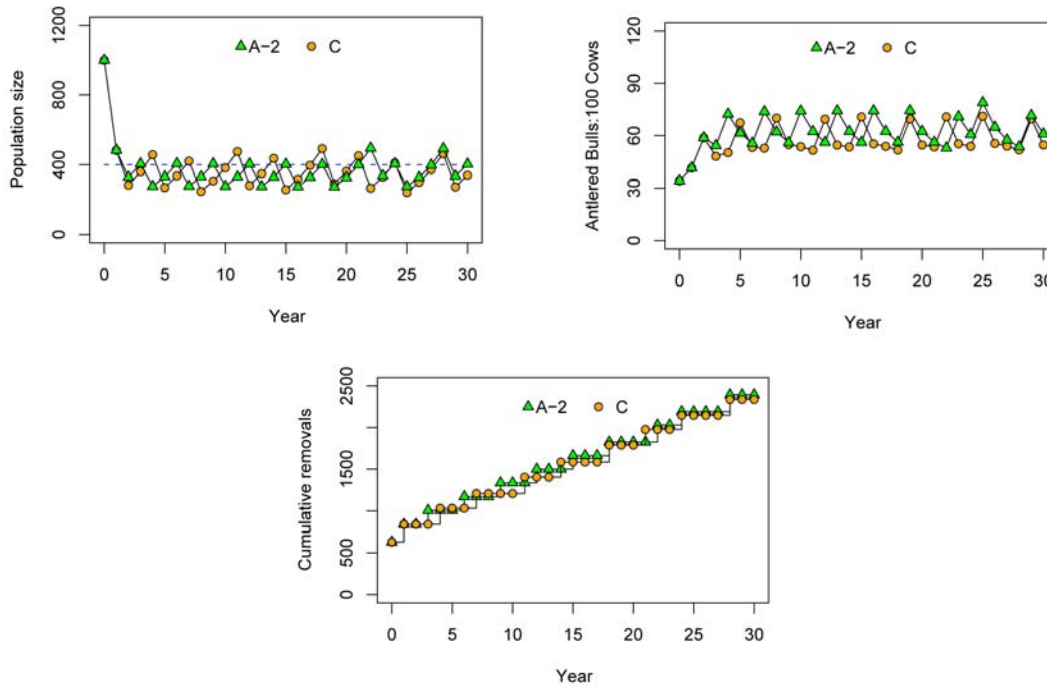 Population size
1200
800
400
0
A−2 C
0 5 10 15 20 25 30
Year
Antlered Bulls:100 Cows
120
90
60
30
0
A−2 C
0 5 10 15 20 25 30
Year
Cumulative removals
2500
1500
500
0
A−2 C
0 5 10 15 20 25 30
Year